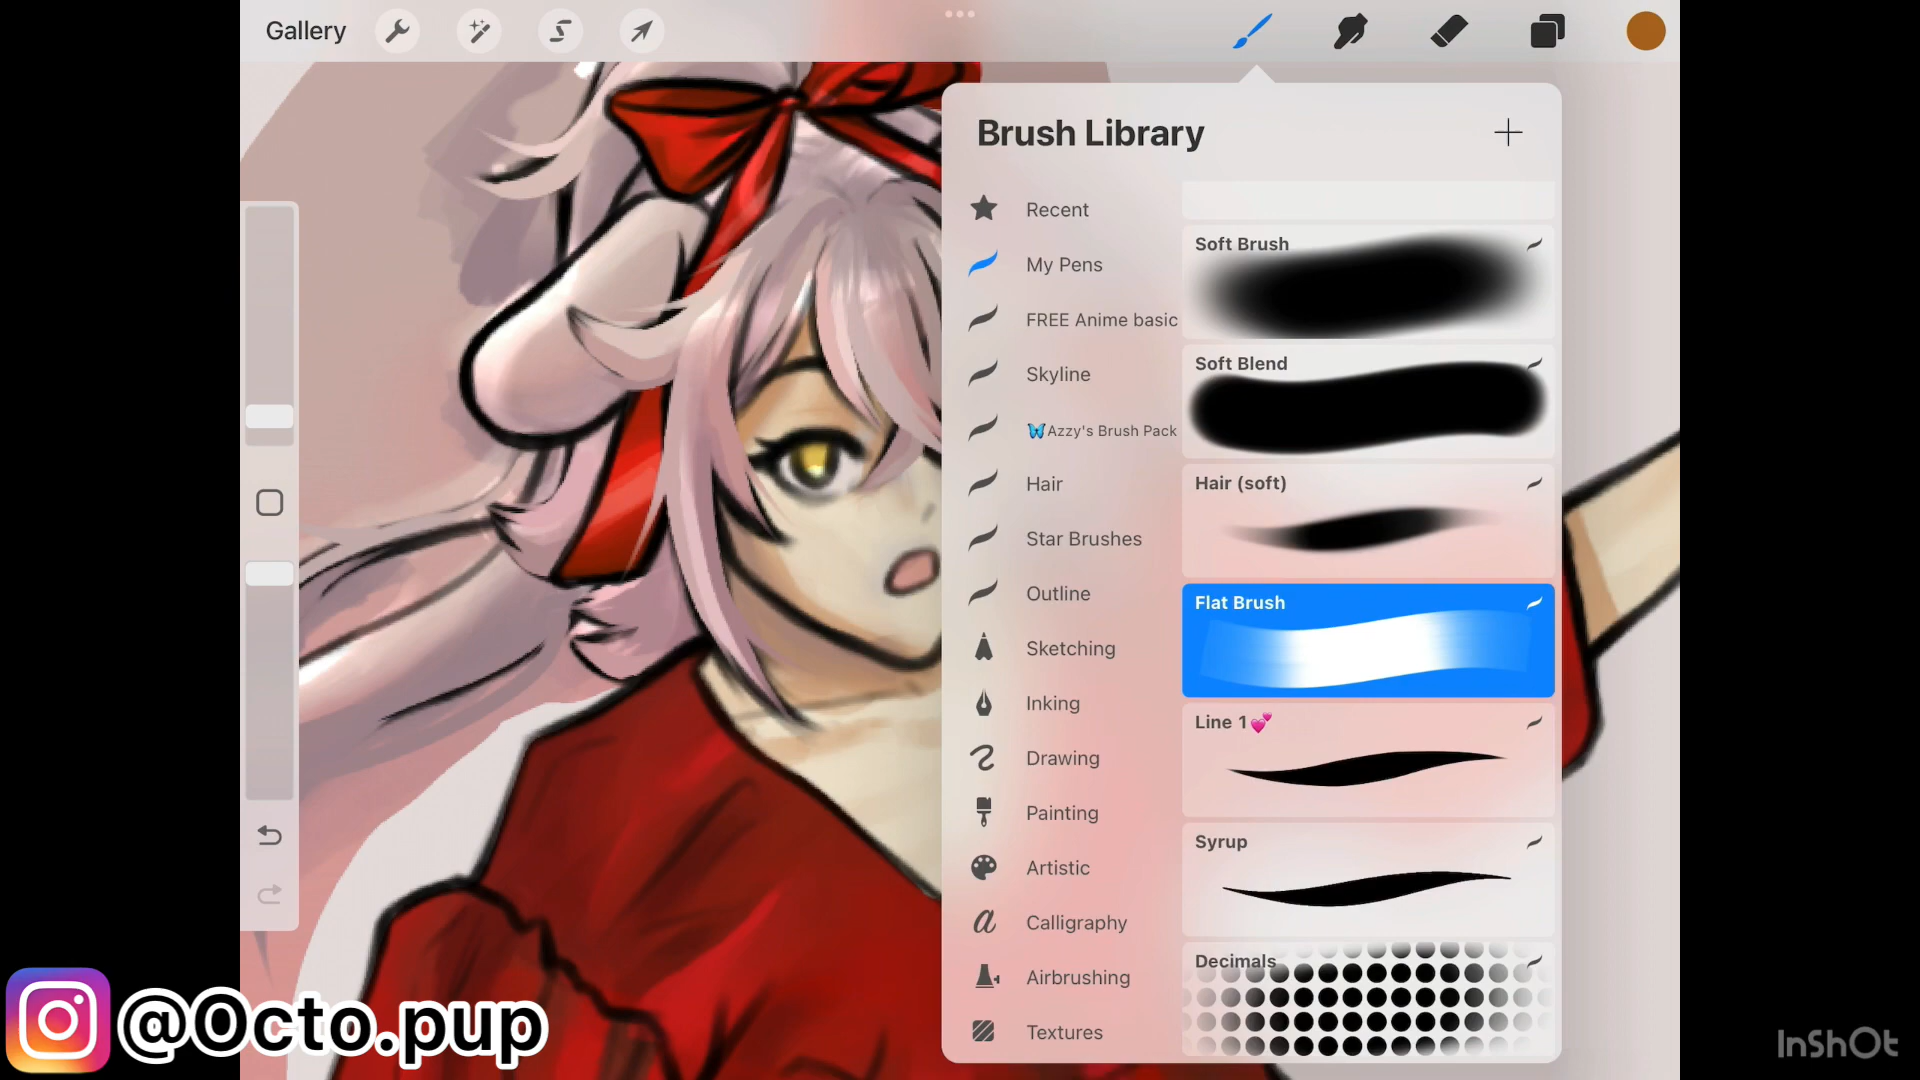 Gallery
Brush Library
Recent
My Pens
FREE Anime basic
Skyline
🦋Azzy's Brush Pack
Hair
Star Brushes
Outline
Sketching
Inking
Drawing
Painting
Artistic
Calligraphy
Airbrushing
Textures
Soft Brush
Soft Blend
Hair (soft)
Flat Brush
Line 1💕
Syrup
Decimals
@Octo.pup
InShOt